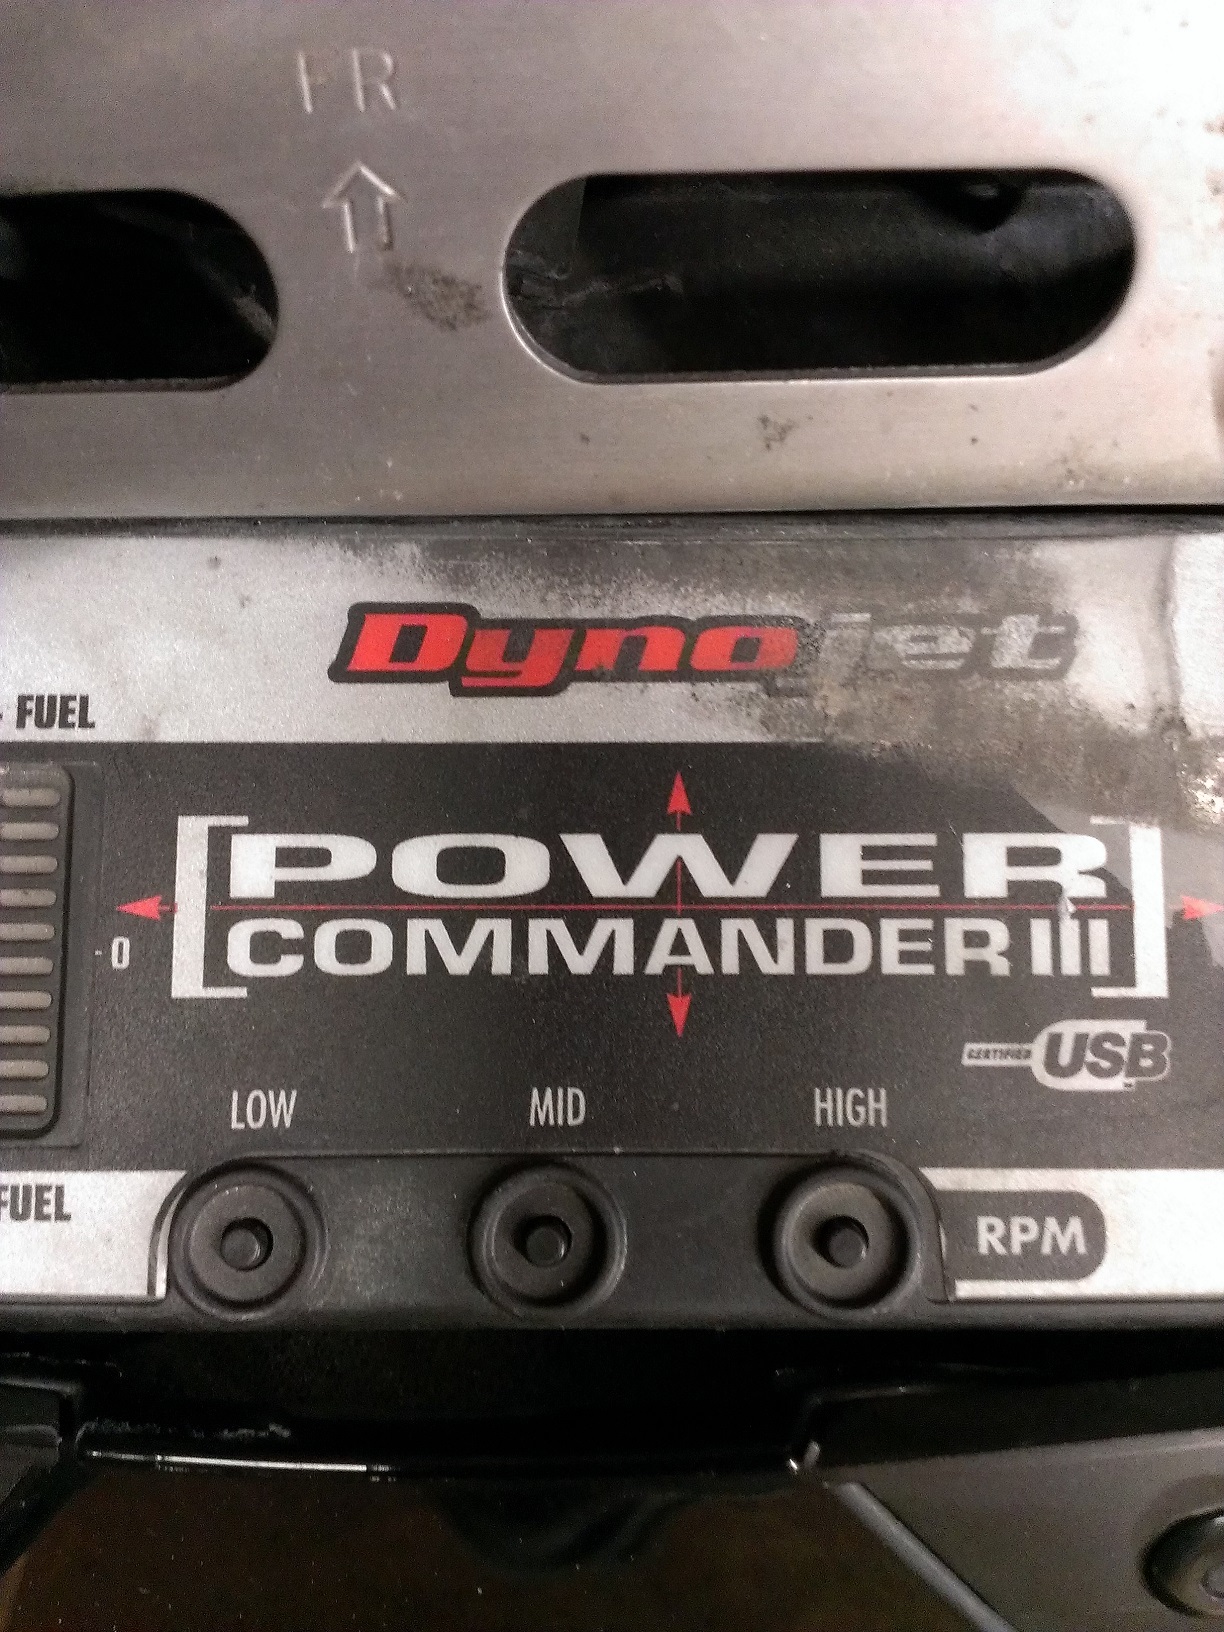 FR
Dynojet
- FUEL
POWER
COMMANDER III
- 0
CERTIFIED USB
LOW MID HIGH
FUEL
RPM